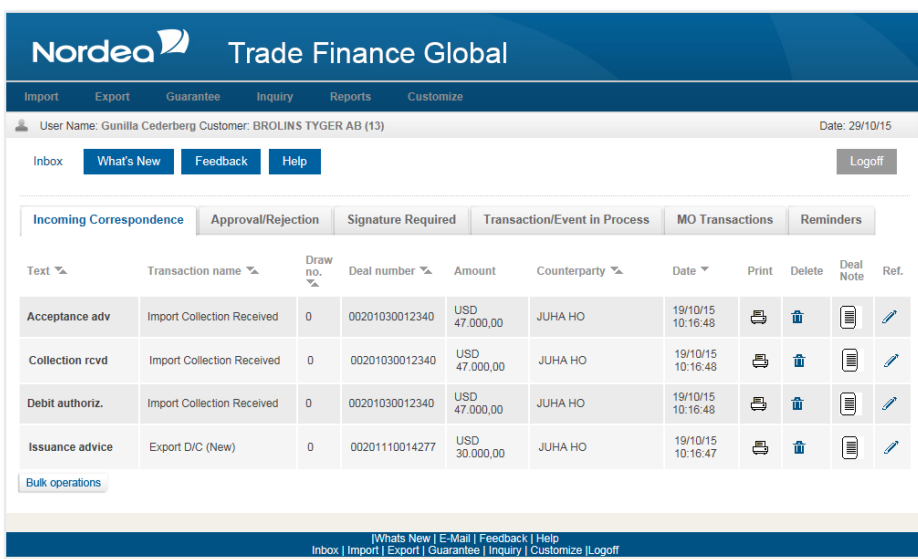 Nordea Trade Finance Global
Import Export Guarantee Inquiry Reports Customize
User Name: Gunilla Cederberg Customer: BROLINS TYGER AB (13) Date: 29/10/15
Inbox What's New Feedback Help Logoff
Incoming Correspondence Approval/Rejection Signature Required Transaction/Event in Process MO Transactions Reminders
Text Transaction name Draw no. Deal number Amount Counterparty Date Print Delete Deal Note Ref.
Acceptance adv Import Collection Received 0 00201030012340 USD 47.000,00 JUHA HO 19/10/15 10:16:48
Collection rcvd Import Collection Received 0 00201030012340 USD 47.000,00 JUHA HO 19/10/15 10:16:48
Debit authoriz. Import Collection Received 0 00201030012340 USD 47.000,00 JUHA HO 19/10/15 10:16:48
Issuance advice Export D/C (New) 0 00201110014277 USD 30.000,00 JUHA HO 19/10/15 10:16:47
Bulk operations
|Whats New | E-Mail | Feedback | Help
Inbox | Import | Export | Guarantee | Inquiry | Customize |Logoff